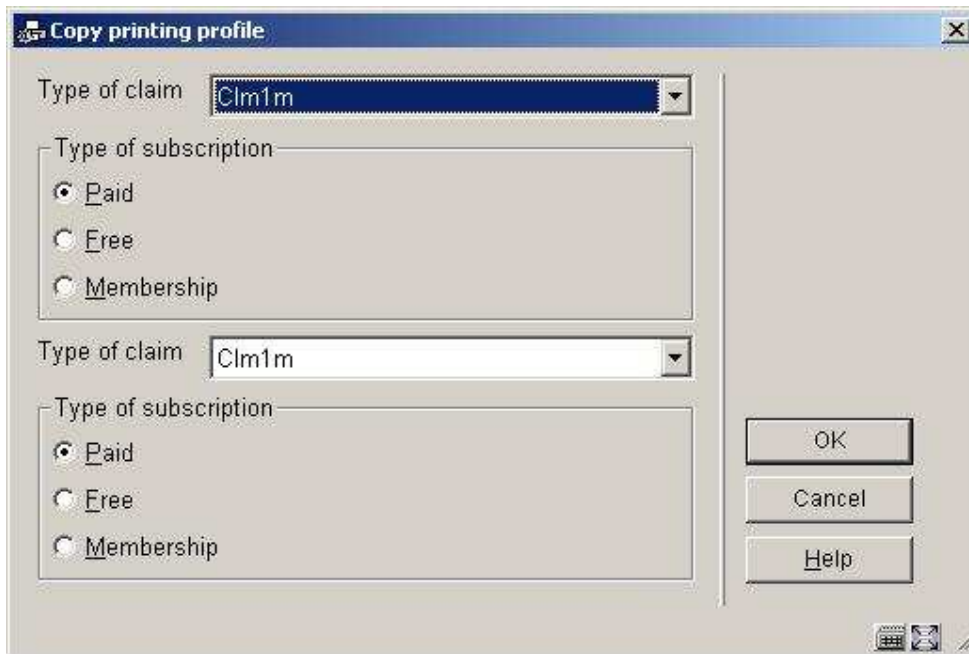 Copy printing profile
Type of claim Clm1m
Type of subscription
Paid
Free
Membership
Type of claim Clm1m
Type of subscription
Paid
Free
Membership
OK
Cancel
Help